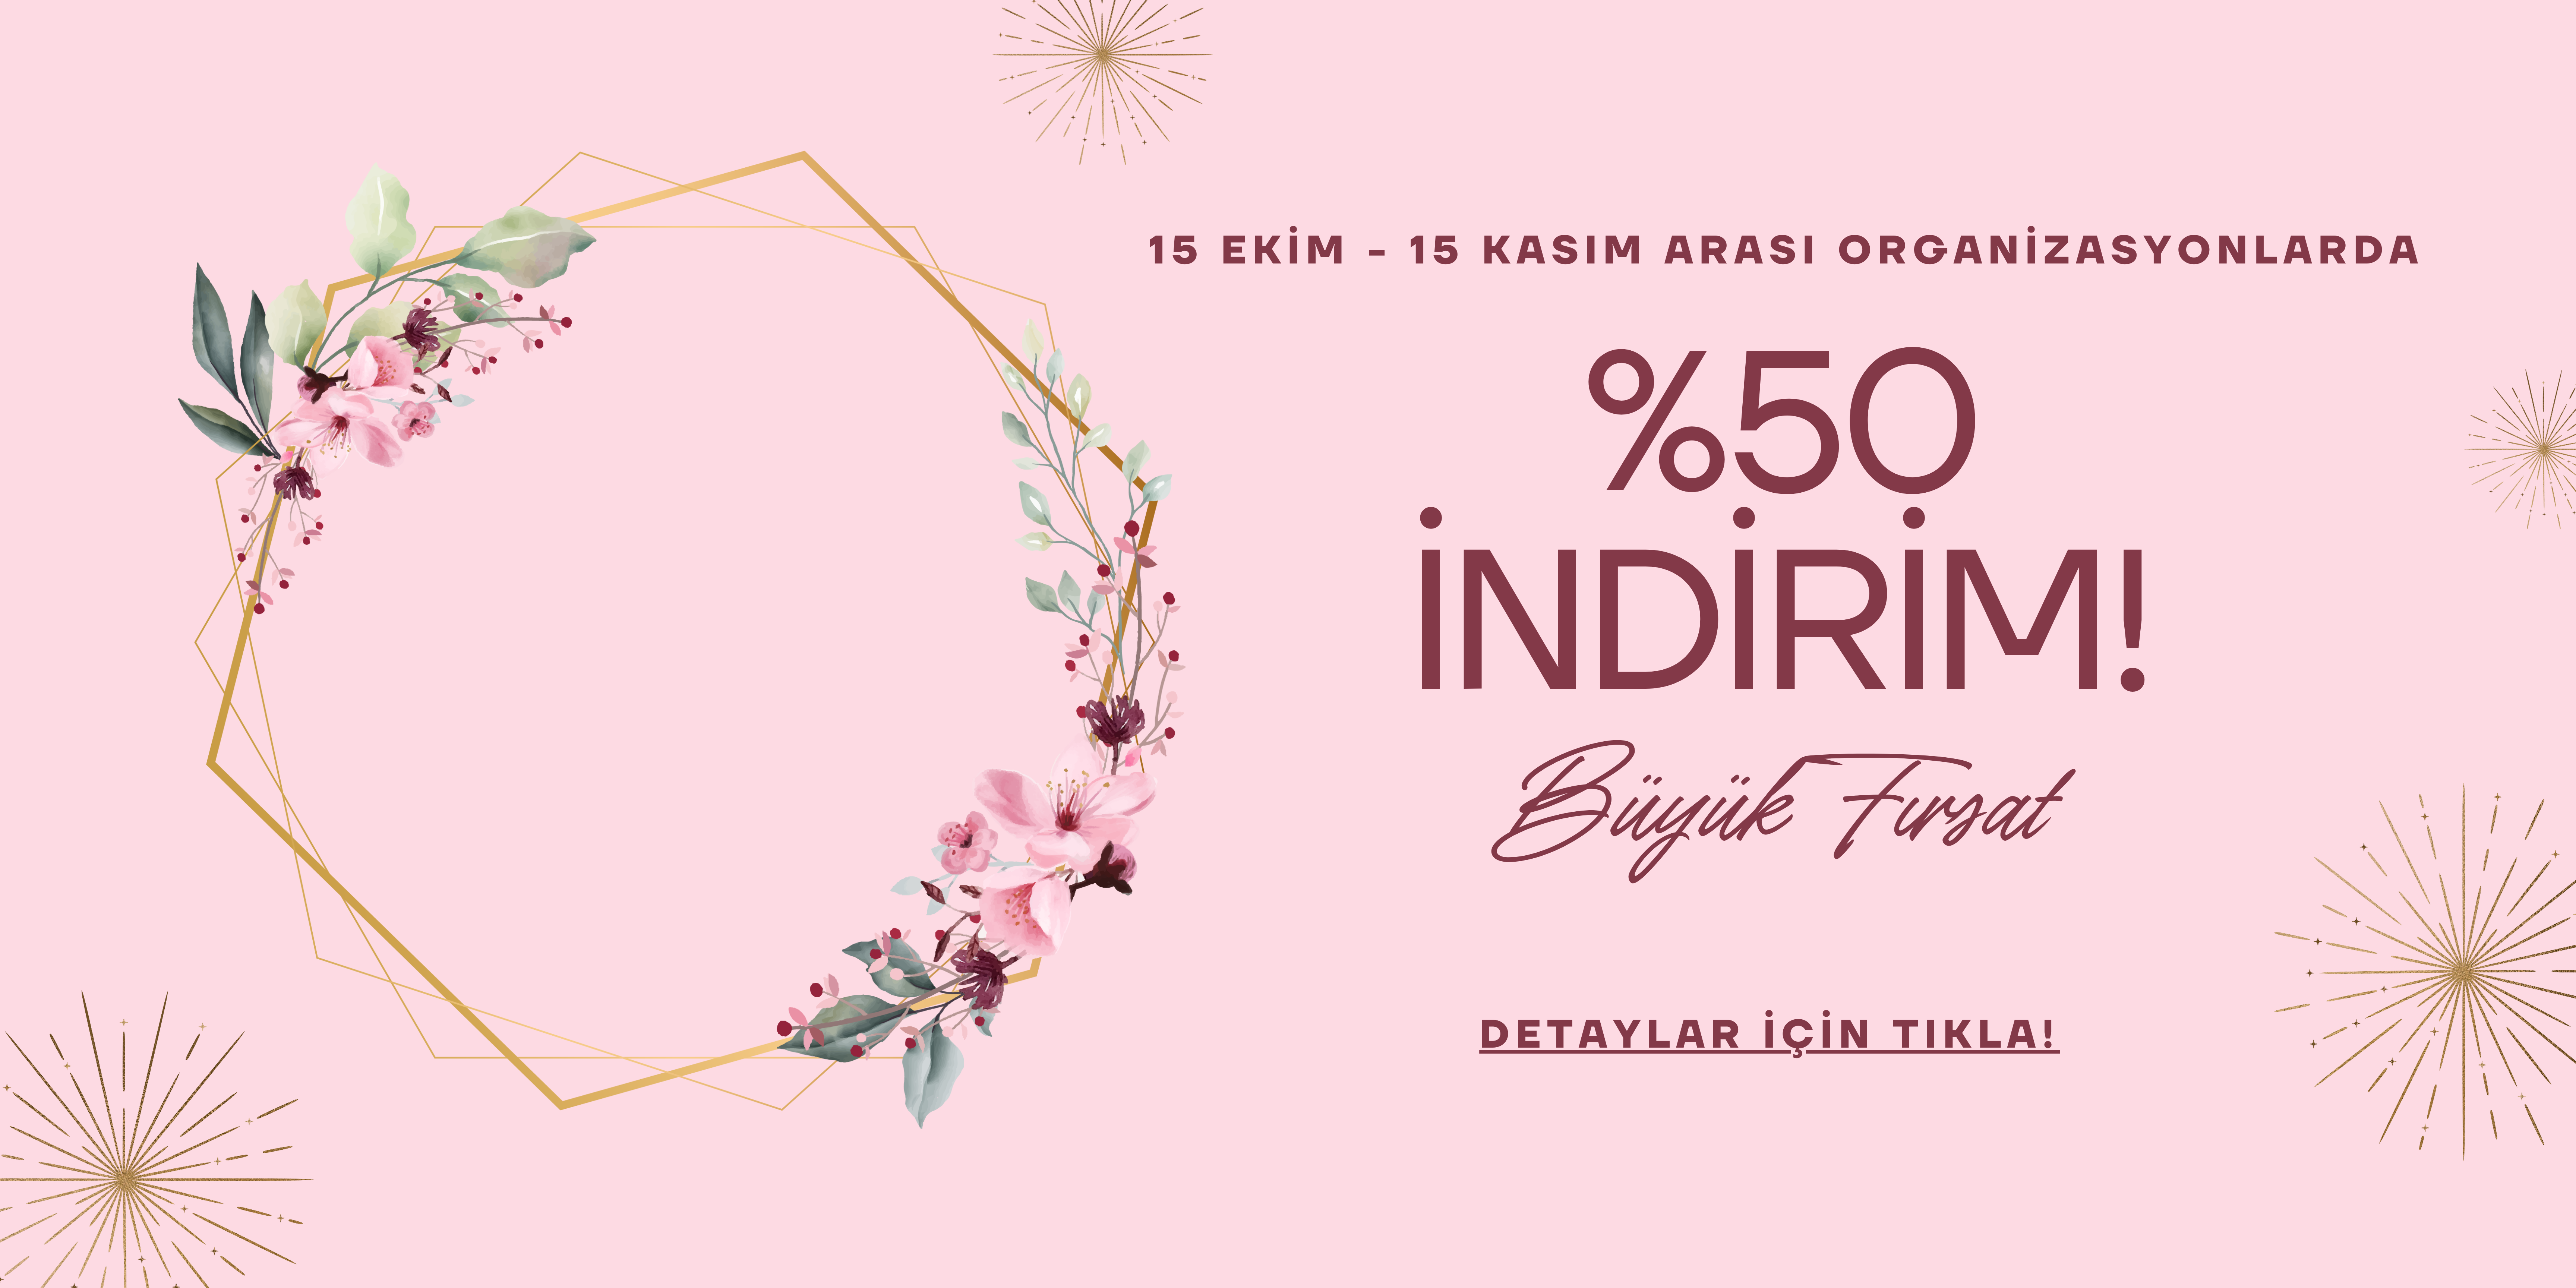 15 EKİM - 15 KASIM ARASI ORGANİZASYONLARDA
%50
İNDİRİM!
Büyük Fırsat
DETAYLAR İÇİN TIKLA!